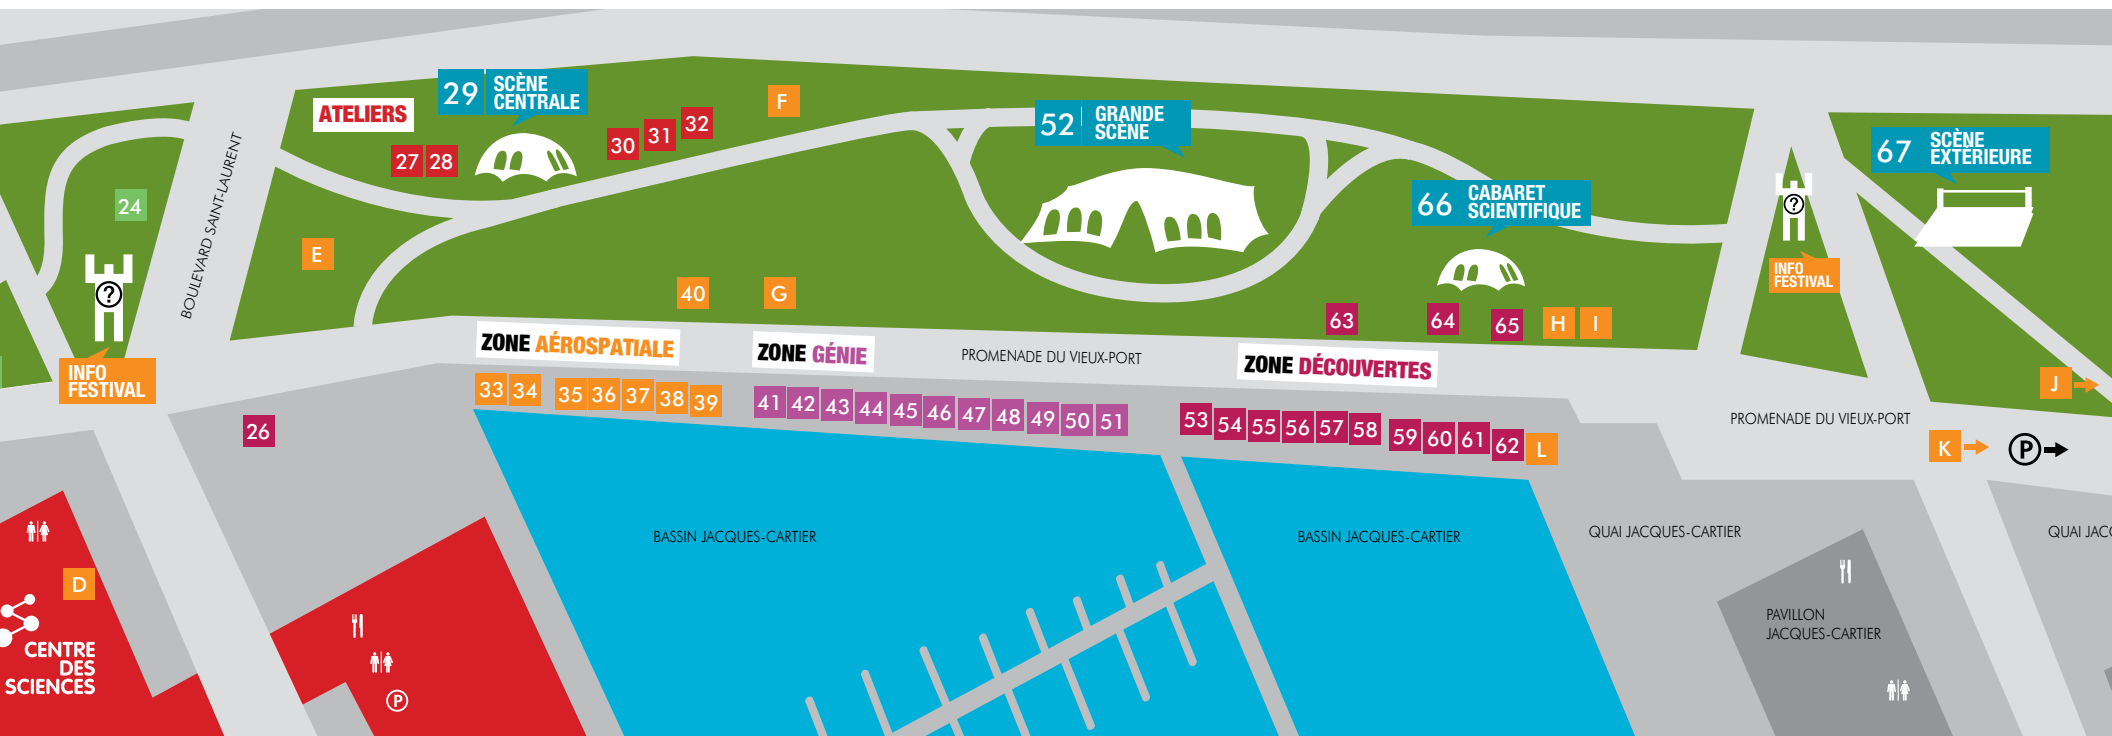 29 SCÈNE
CENTRALE
ATELIERS
27 28
30 31 32
F
52 GRANDE
SCÈNE
67 SCÈNE
EXTÉRIEURE
66 CABARET
SCIENTIFIQUE
24
BOULEVARD SAINT-LAURENT
E
?
INFO
FESTIVAL
?
INFO
FESTIVAL
40 G
63 64 65 H I
ZONE AÉROSPATIALE
ZONE GÉNIE
PROMENADE DU VIEUX-PORT
ZONE DÉCOUVERTES
33 34 35 36 37 38 39
41 42 43 44 45 46 47 48 49 50 51
53 54 55 56 57 58 59 60 61 62 L
J
PROMENADE DU VIEUX-PORT
K P
26
BASSIN JACQUES-CARTIER
BASSIN JACQUES-CARTIER
QUAI JACQUES-CARTIER
QUAI JAC
D
CENTRE
DES
SCIENCES
P
PAVILLON
JACQUES-CARTIER